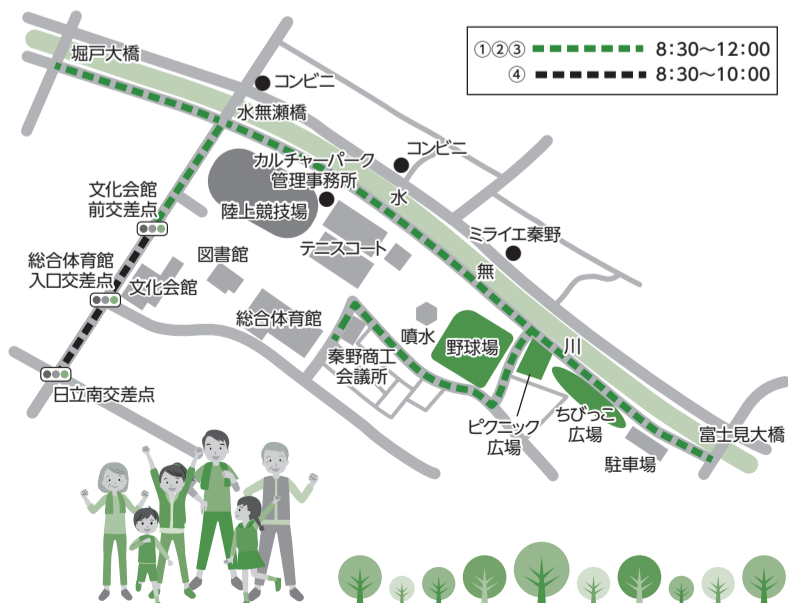 ①②③ 8:30~12:00
④ 8:30~10:00
堀戸大橋
コンビニ
水無瀬橋
コンビニ
カルチャーパーク
管理事務所
水
文化会館
前交差点
陸上競技場
ミライエ秦野
テニスコート
無
図書館
総合体育館
入口交差点
文化会館
総合体育館
噴水
野球場
川
秦野商工
会議所
日立南交差点
ピクニック
広場
ちびっこ
広場
富士見大橋
駐車場